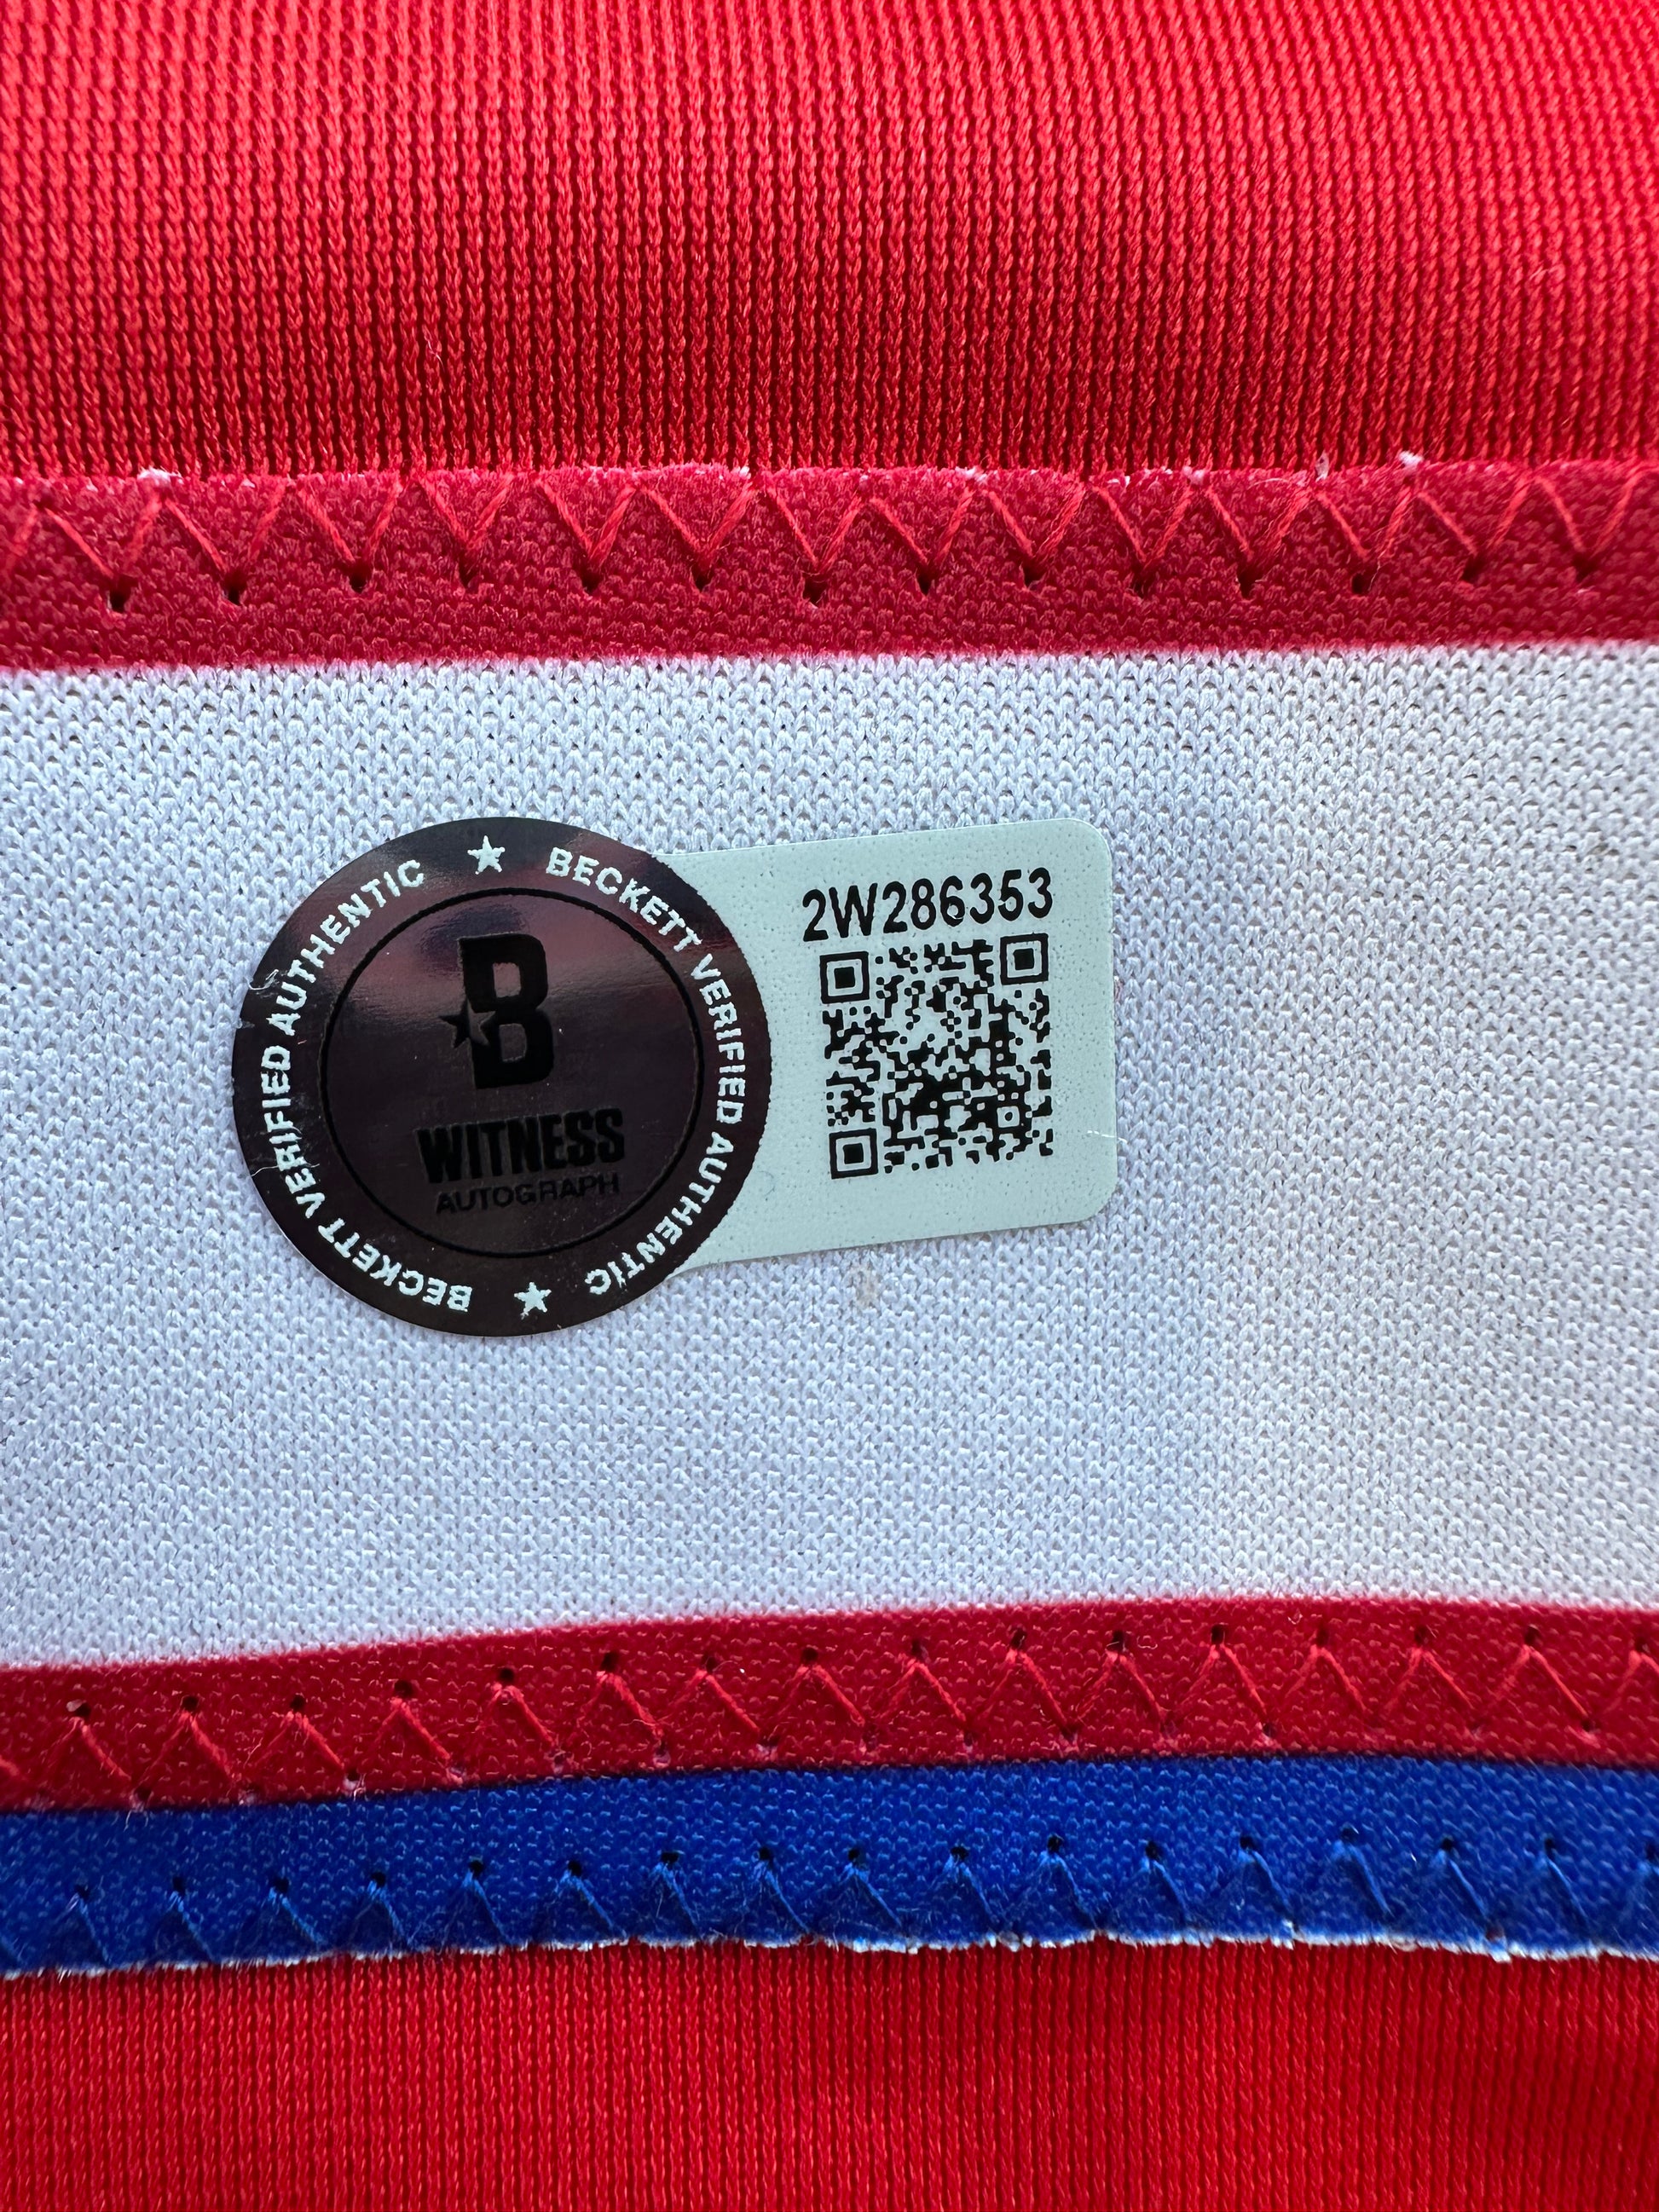 BECKETT VERIFIED AUTHENTIC ★ BECKETT VERIFIED AUTHENTIC ★
B
WITNESS
AUTOGRAPH
2W286353